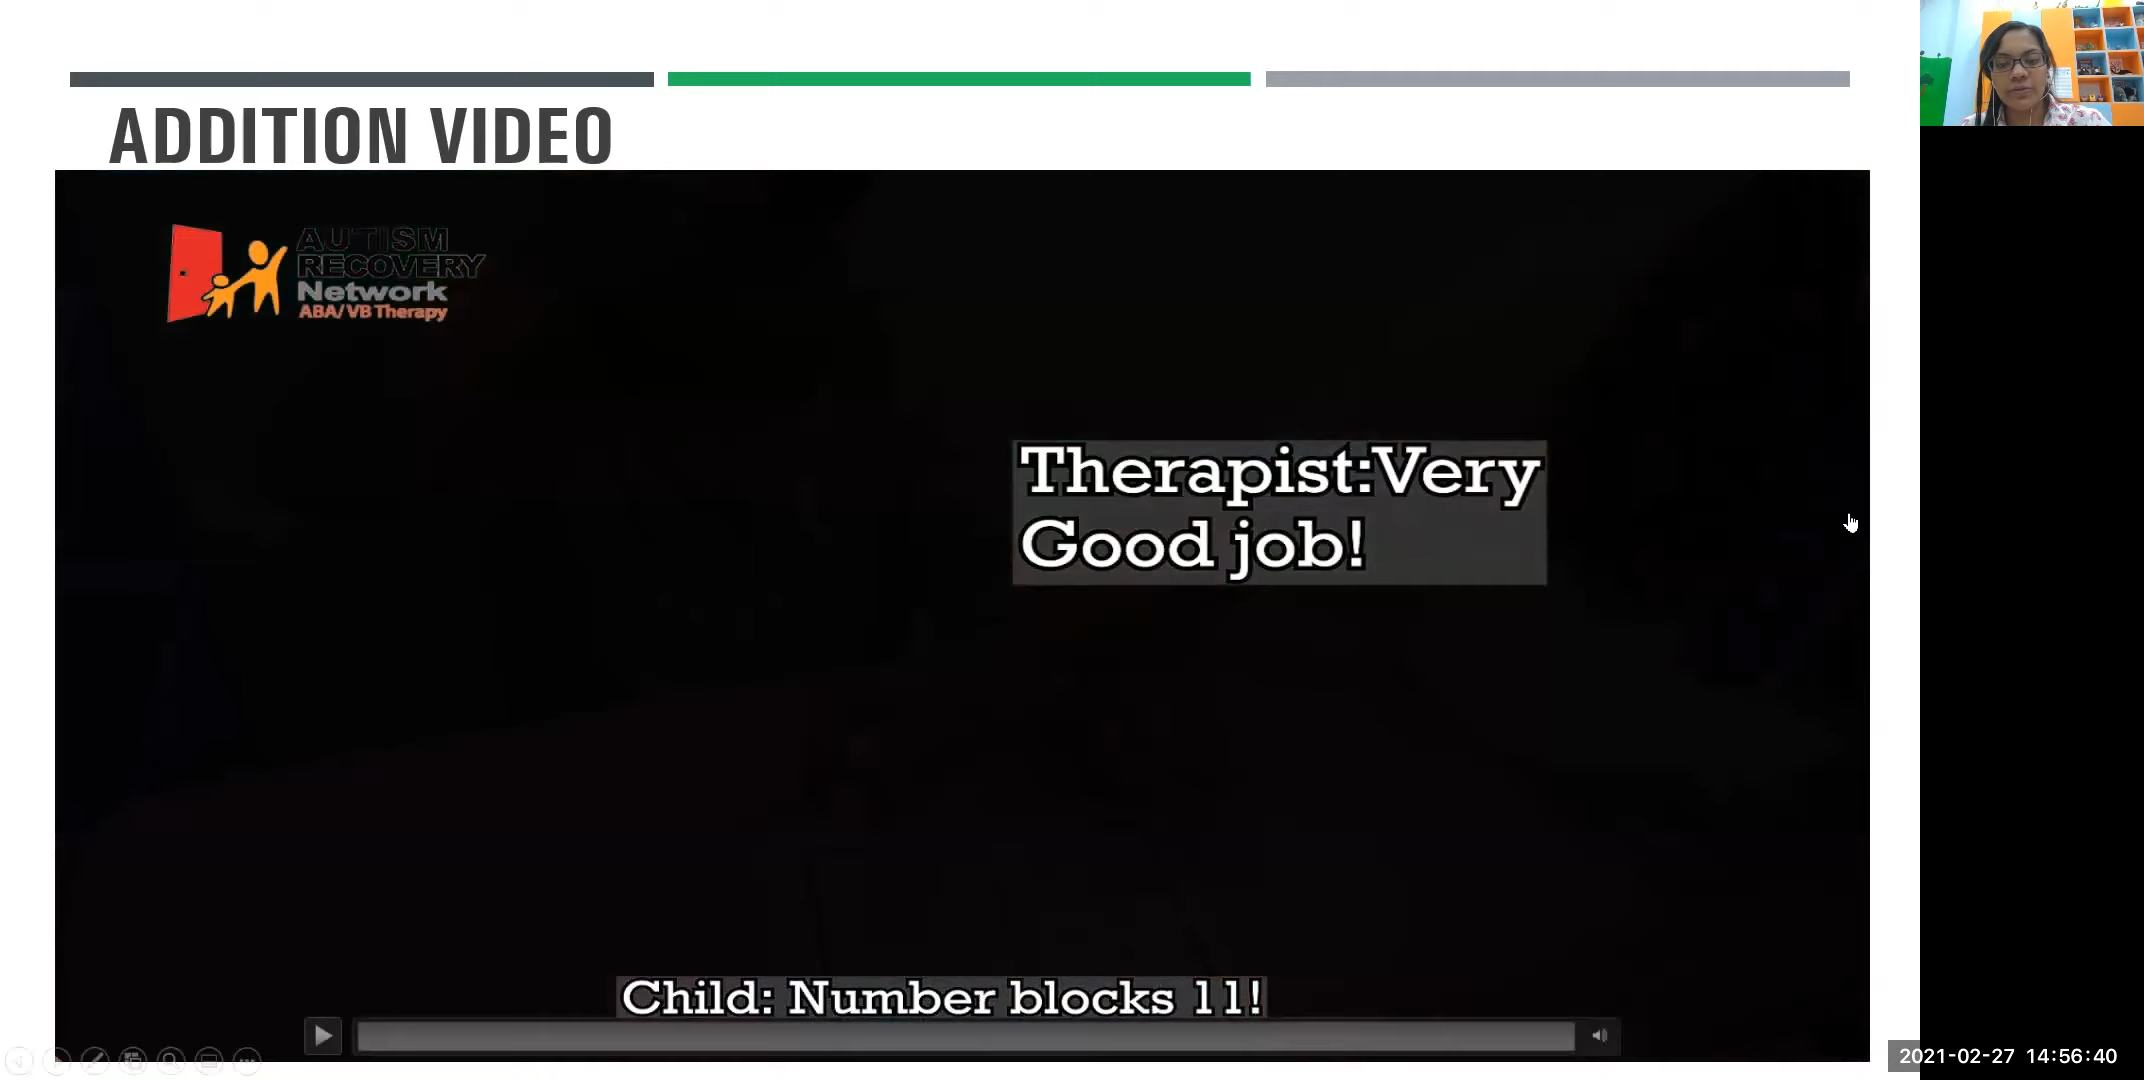 ADDITION VIDEO
AUTISM
RECOVERY
Network
ABA/VB Therapy
Therapist:Very
Good job!
Child: Number blocks 11!
2021-02-27 14:56:40